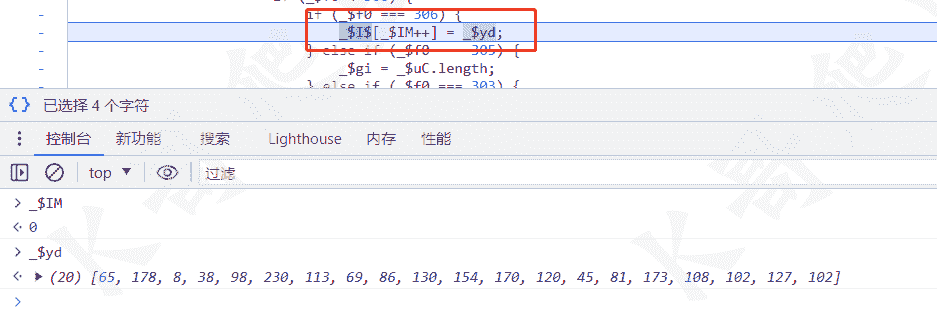 if (_$f0 === 306) {
_$I$[_$IM++] = _$yd;
} else if (_$f0 === 305) {
_$gi = _$uC.length;
} else if (_$f0 === 303) {
{} 已选择 4 个字符
控制台 新功能 搜索 Lighthouse 内存 性能
top 过滤
> _$IM
0
> _$yd
(20) [65, 178, 8, 38, 98, 230, 113, 69, 86, 130, 154, 170, 120, 45, 81, 173, 108, 102, 127, 102]
>